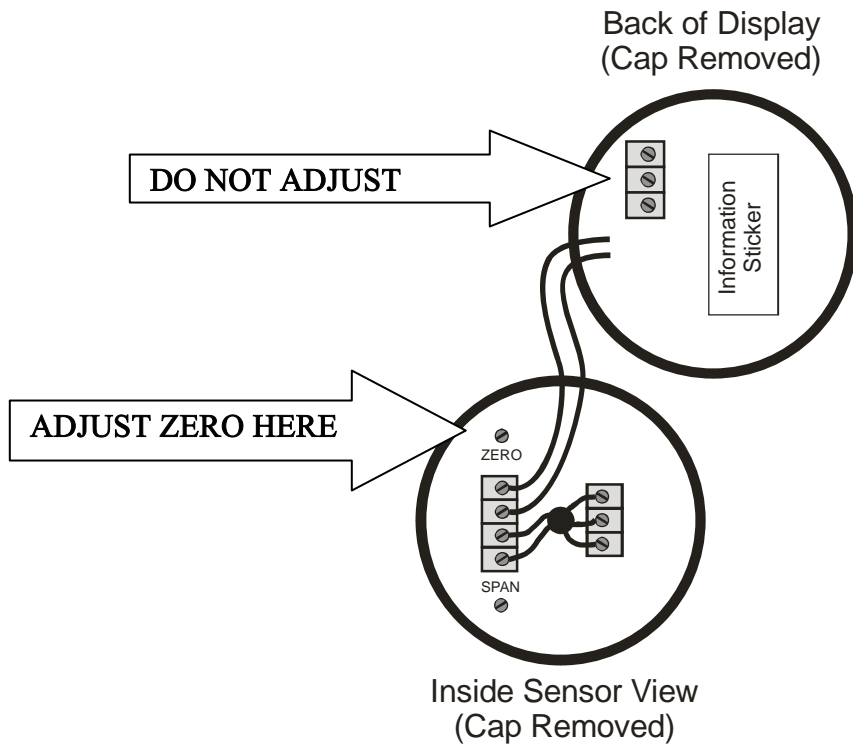 Back of Display
(Cap Removed)
DO NOT ADJUST
Information
Sticker
ADJUST ZERO HERE
ZERO
SPAN
Inside Sensor View
(Cap Removed)